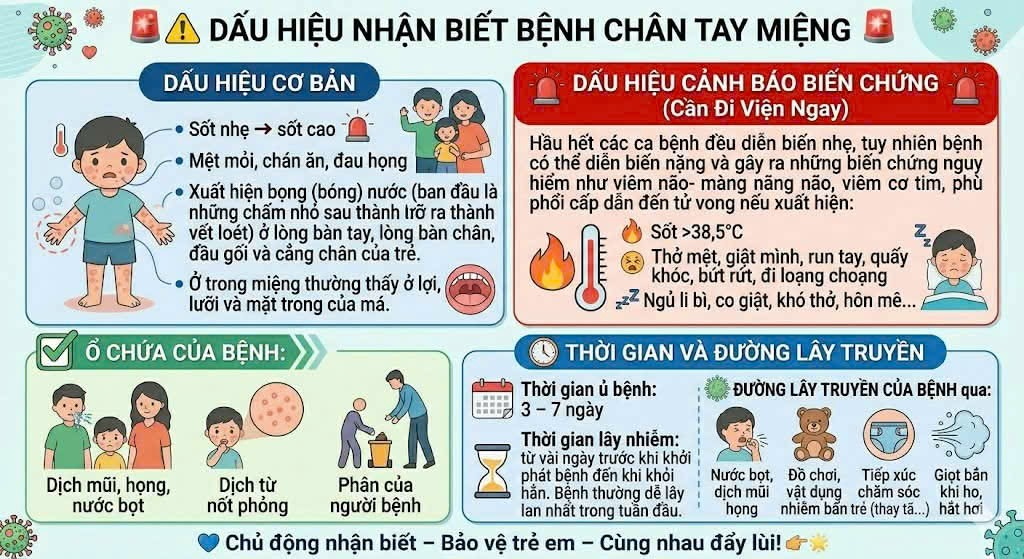 DẤU HIỆU NHẬN BIẾT BỆNH CHÂN TAY MIỆNG
DẤU HIỆU CƠ BẢN
• Sốt nhẹ → sốt cao
• Mệt mỏi, chán ăn, đau họng
• Xuất hiện bọng (bóng) nước (ban đầu là
những chấm nhỏ sau thành lrỡ ra thành
vết loét) ở lòng bàn tay, lòng bàn chân,
đầu gối và cẳng chân của trẻ.
• Ở trong miệng thường thấy ở lợi,
lưỡi và mặt trong của má.
DẤU HIỆU CẢNH BÁO BIẾN CHỨNG
(Cần Đi Viện Ngay)
Hầu hết các ca bệnh đều diễn biến nhẹ, tuy nhiên bệnh
có thể diễn biến nặng và gây ra những biến chứng nguy
hiểm như viêm não- màng năng não, viêm cơ tim, phù
phổi cấp dẫn đến tử vong nếu xuất hiện:
Sốt >38,5°C
Thở mệt, giật mình, run tay, quấy
khóc, bứt rứt, đi loạng choạng
zzZ Ngủ li bì, co giật, khó thở, hôn mê...
Zz
Ổ CHỨA CỦA BỆNH:
Dịch mũi, họng,
nước bọt
Dịch từ
nốt phỏng
Phân của
người bệnh
THỜI GIAN VÀ ĐƯỜNG LÂY TRUYỀN
Thời gian ủ bệnh:
3 – 7 ngày
Thời gian lây nhiễm:
từ vài ngày trước khi khởi
phát bệnh đến khi khỏi
hẳn. Bệnh thường dễ lây
lan nhất trong tuần đầu.
ĐƯỜNG LÂY TRUYỀN CỦA BỆNH qua:
Nước bọt,
dịch mũi
họng
Đồ chơi,
vật dụng
nhiễm bẩn
Tiếp xúc
chăm sóc
trẻ (thay tã...)
Giọt bắn
khi ho,
hắt hơi
Chủ động nhận biết – Bảo vệ trẻ em – Cùng nhau đẩy lùi!